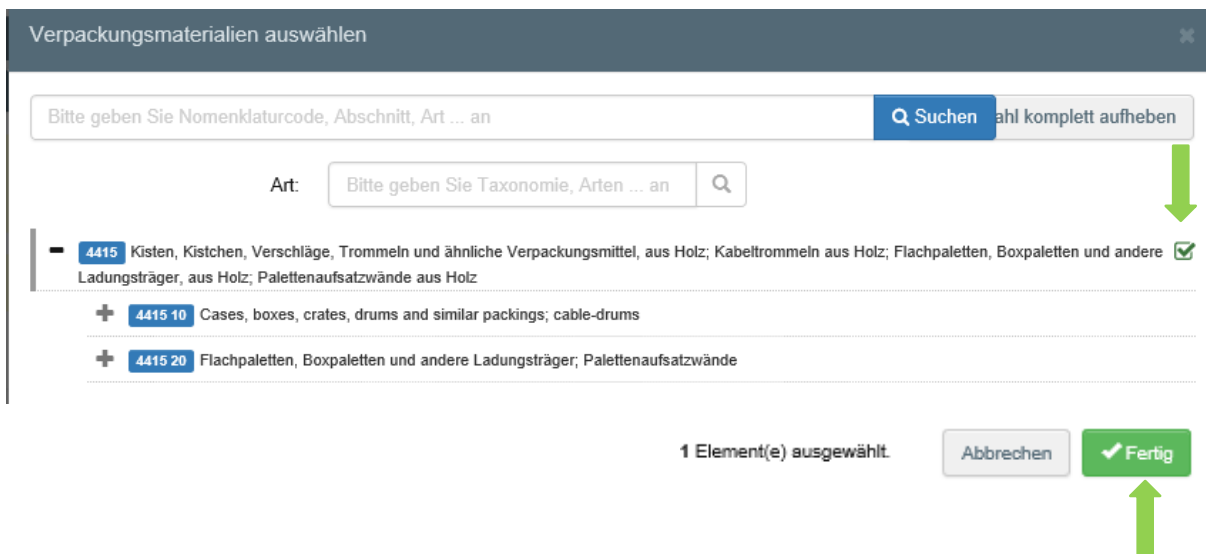 Verpackungsmaterialien auswählen
Bitte geben Sie Nomenklaturcode, Abschnitt, Art ... an
Suchen
ahl komplett aufheben
Art:
Bitte geben Sie Taxonomie, Arten ... an
4415 Kisten, Kistchen, Verschläge, Trommeln und ähnliche Verpackungsmittel, aus Holz; Kabeltrommeln aus Holz; Flachpaletten, Boxpaletten und andere
Ladungsträger, aus Holz; Palettenaufsatzwände aus Holz
4415 10 Cases, boxes, crates, drums and similar packings; cable-drums
4415 20 Flachpaletten, Boxpaletten und andere Ladungsträger; Palettenaufsatzwände
1 Element(e) ausgewählt.
Abbrechen
Fertig